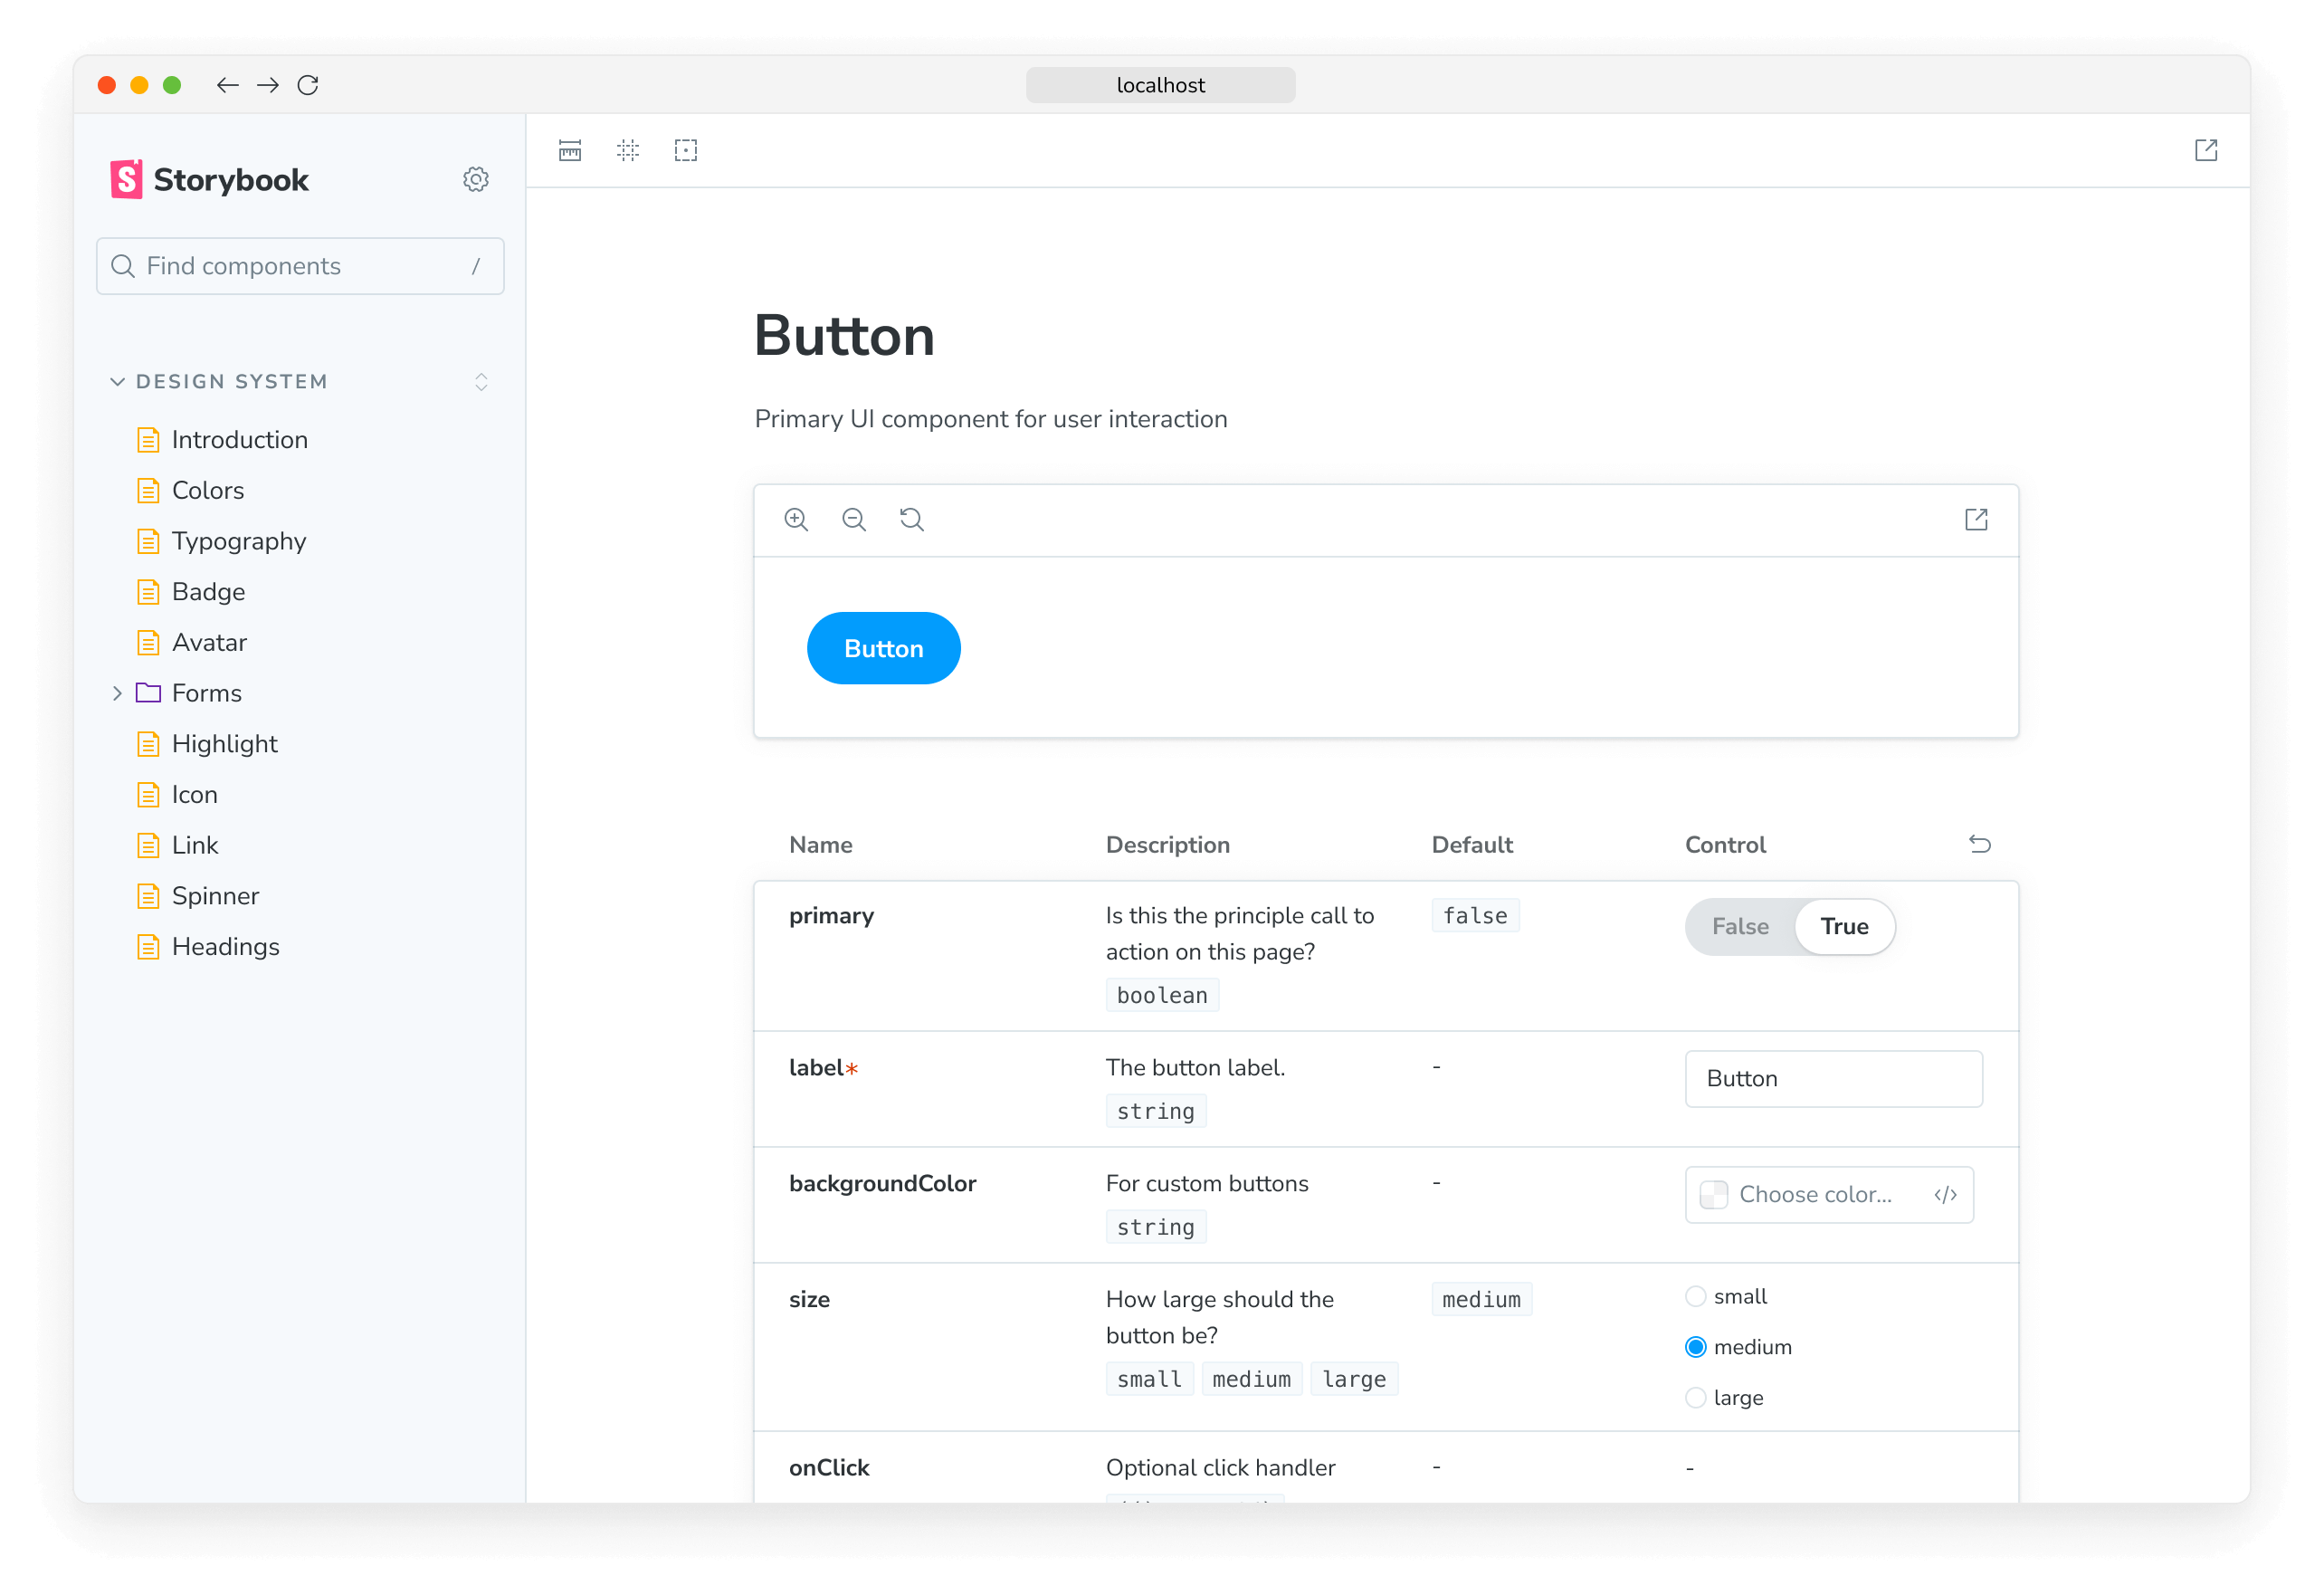 localhost
Storybook
Find components /
DESIGN SYSTEM
Introduction
Colors
Typography
Badge
Avatar
Forms
Highlight
Icon
Link
Spinner
Headings
Button
Primary UI component for user interaction
Button
Name Description Default Control
primary Is this the principle call to false False True
action on this page?
boolean
label* The button label. - Button
string
backgroundColor For custom buttons - Choose color...
string
size How large should the medium small
button be? medium
small medium large large
onClick Optional click handler - -